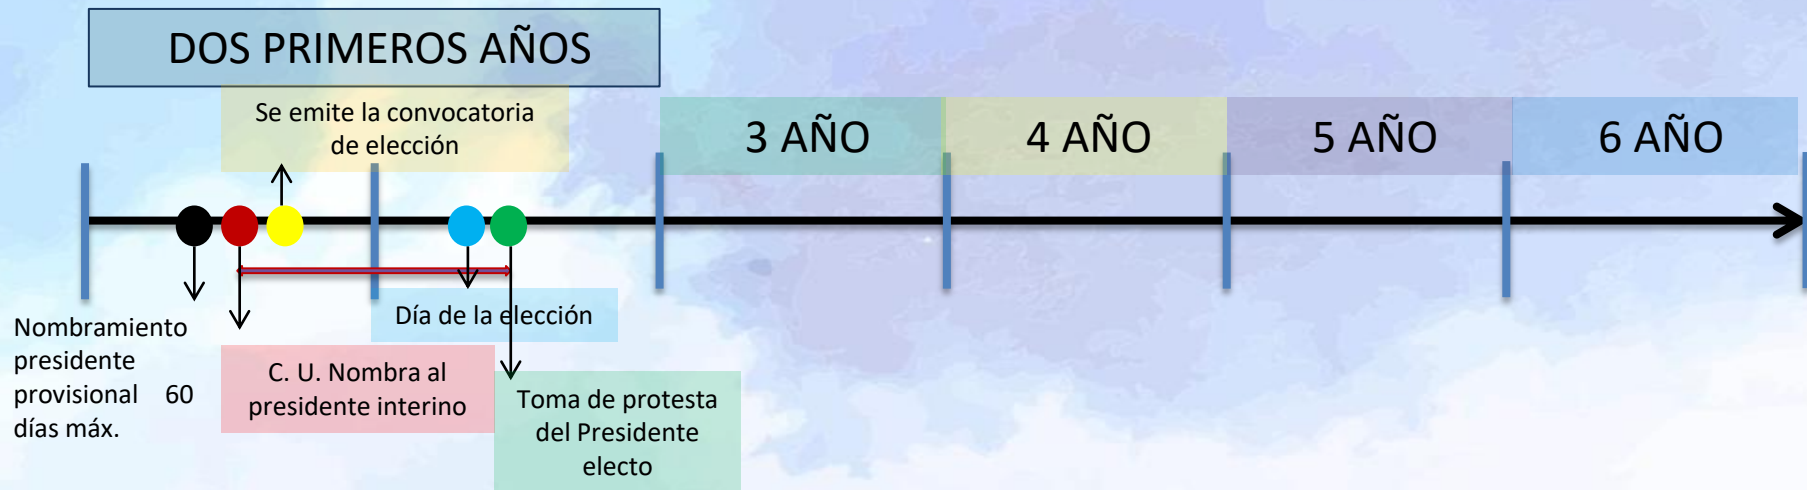 DOS PRIMEROS AÑOS
Se emite la convocatoria
de elección
3 AÑO
4 AÑO
5 AÑO
6 AÑO
Nombramiento
presidente
provisional 60
días máx.
C. U. Nombra al
presidente interino
Día de la elección
Toma de protesta
del Presidente
electo